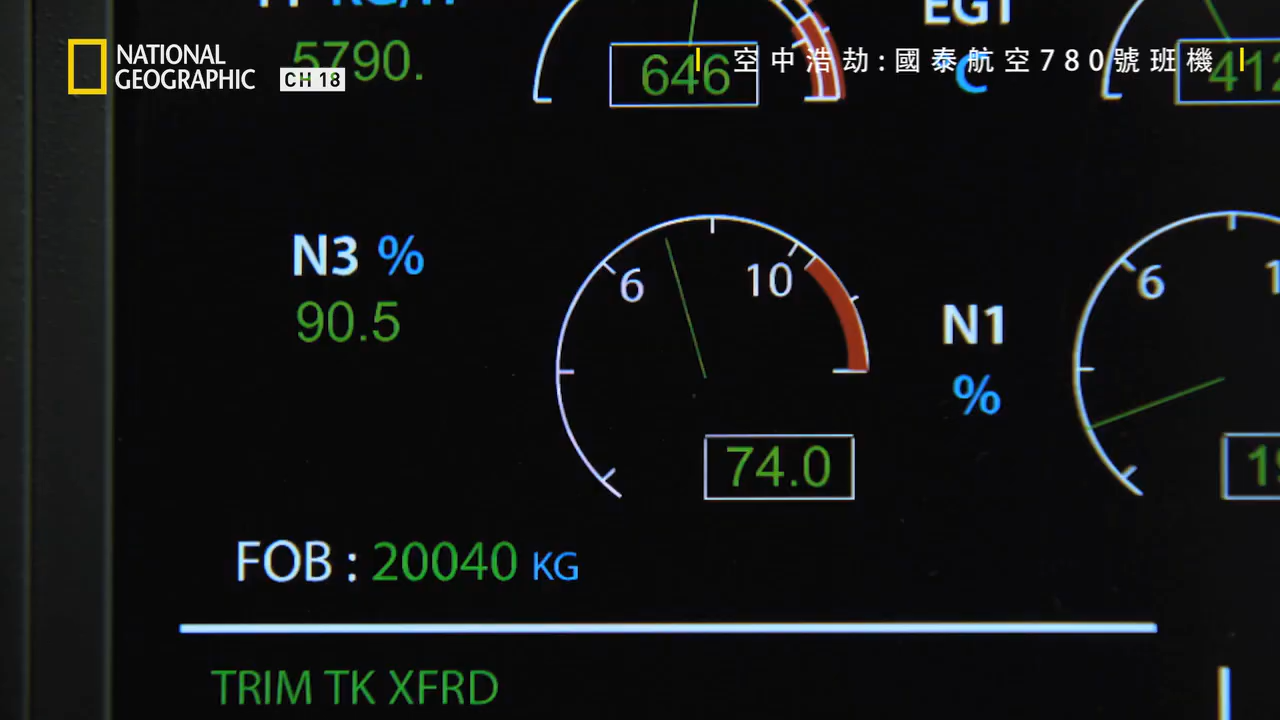 EGT
NATIONAL
GEOGRAPHIC
CH 18
5790.
646
空中浩劫:國泰航空780號班機
°C
412
N3 %
90.5
6
10
74.0
N1
%
6
FOB : 20040 KG
TRIM TK XFRD